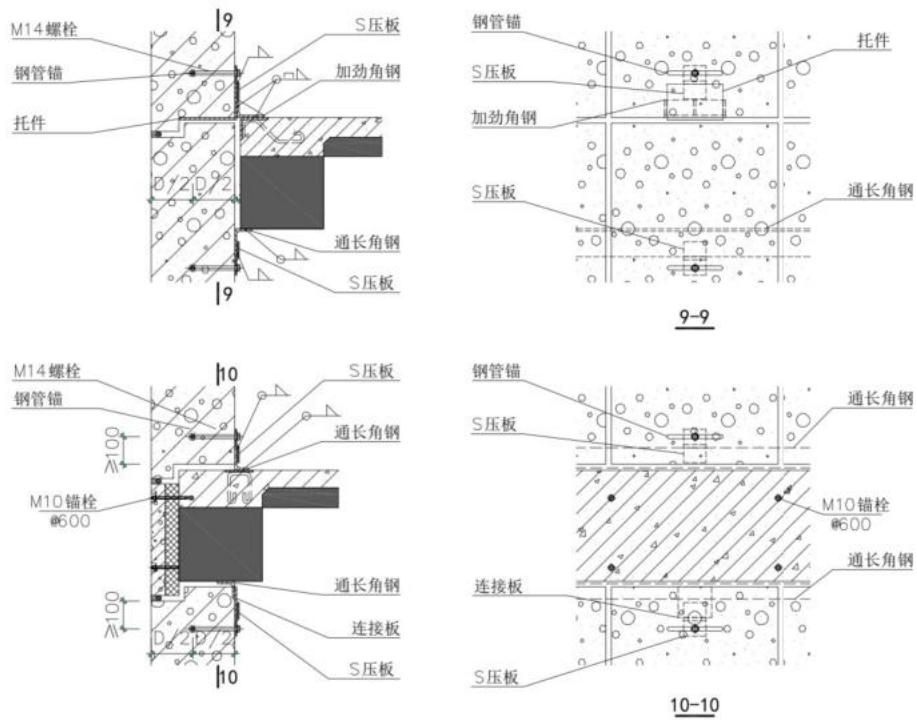 9
M14螺栓
S压板
钢管锚
加劲角钢
托件
D/2
D/2
通长角钢
S压板
9
钢管锚
托件
S压板
加劲角钢
S压板
通长角钢
9-9
10
M14螺栓
S压板
钢管锚
通长角钢
≥100
M10锚栓
@600
通长角钢
≥100
连接板
D/2
D/2
S压板
10
钢管锚
通长角钢
S压板
M10锚栓
@600
通长角钢
连接板
S压板
10-10